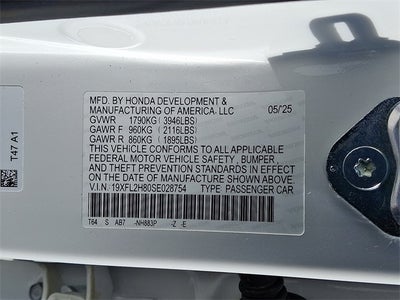 MFD. BY HONDA DEVELOPMENT & 05/25
MANUFACTURING OF AMERICA, LLC
GVWR 1790KG (3946LBS)
GAWR F 960KG (2116LBS)
GAWR R 860KG (1895LBS)
THIS VEHICLE CONFORMS TO ALL APPLICABLE
FEDERAL MOTOR VEHICLE SAFETY , BUMPER ,
AND THEFT PREVENTION STANDARDS IN EFFECT
ON THE DATE OF MANUFACTURE SHOWN ABOVE.
V.I.N. 19XFL2H80SE028754 TYPE PASSENGER CAR
T64 S AB7 -NH883P -Z -E
T47 A1